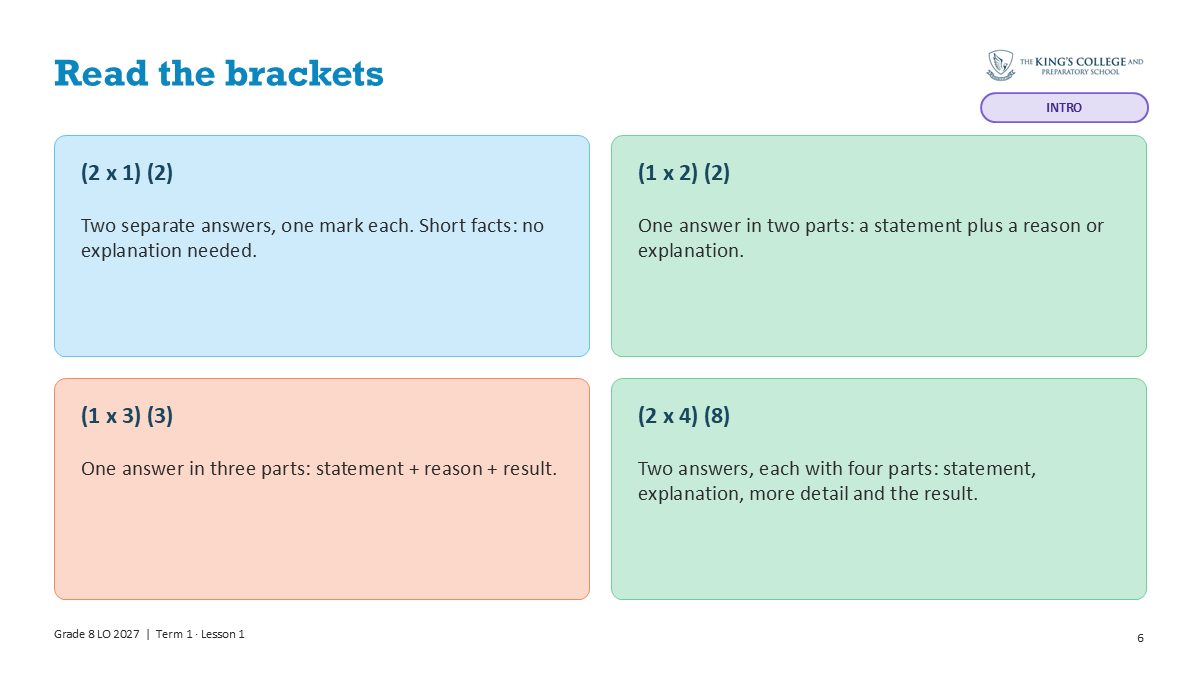 Read the brackets
THE KING'S COLLEGE AND
PREPARATORY SCHOOL
INTRO
(2 x 1) (2)
Two separate answers, one mark each. Short facts: no
explanation needed.
(1 x 2) (2)
One answer in two parts: a statement plus a reason or
explanation.
(1 x 3) (3)
One answer in three parts: statement + reason + result.
(2 x 4) (8)
Two answers, each with four parts: statement,
explanation, more detail and the result.
Grade 8 LO 2027 | Term 1 · Lesson 1
6